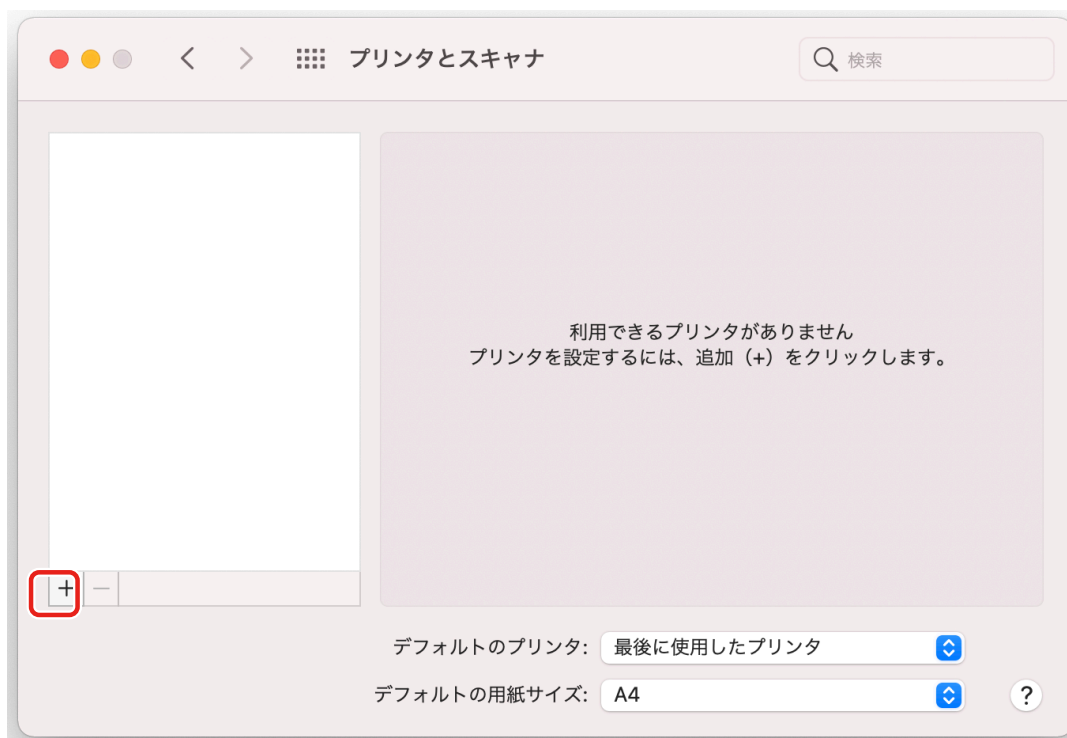 プリンタとスキャナ
検索
利用できるプリンタがありません
プリンタを設定するには、追加（+）をクリックします。
+ −
デフォルトのプリンタ: 最後に使用したプリンタ
デフォルトの用紙サイズ: A4
?